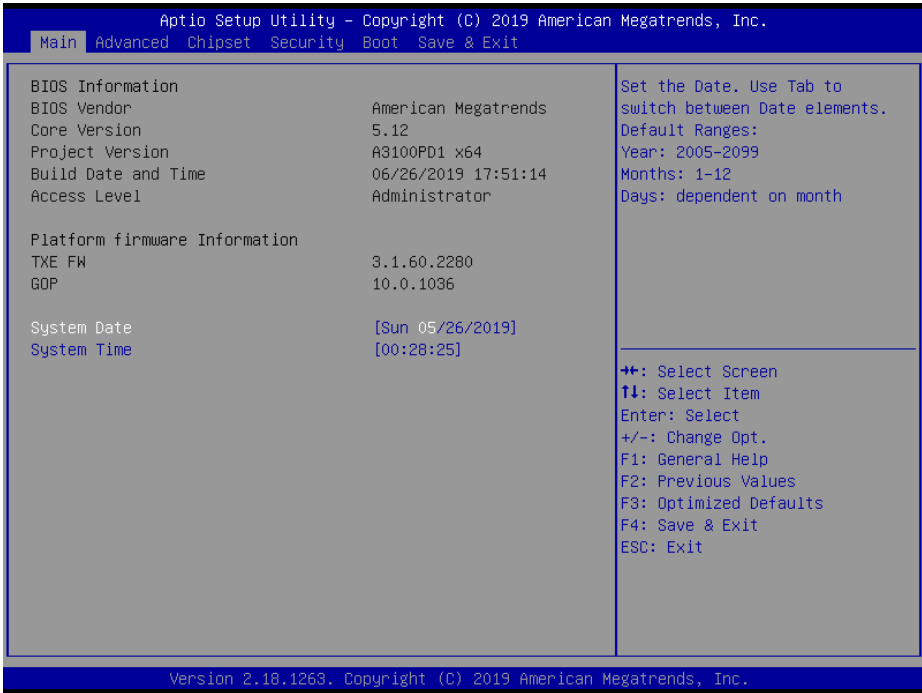 Aptio Setup Utility – Copyright (C) 2019 American Megatrends, Inc.
Main Advanced Chipset Security Boot Save & Exit
BIOS Information
BIOS Vendor American Megatrends
Core Version 5.12
Project Version A3100PD1 x64
Build Date and Time 06/26/2019 17:51:14
Access Level Administrator
Platform firmware Information
TXE FW 3.1.60.2280
GOP 10.0.1036
System Date [Sun 05/26/2019]
System Time [00:28:25]
Set the Date. Use Tab to
switch between Date elements.
Default Ranges:
Year: 2005-2099
Months: 1-12
Days: dependent on month
→←: Select Screen
↑↓: Select Item
Enter: Select
+/-: Change Opt.
F1: General Help
F2: Previous Values
F3: Optimized Defaults
F4: Save & Exit
ESC: Exit
Version 2.18.1263. Copyright (C) 2019 American Megatrends, Inc.